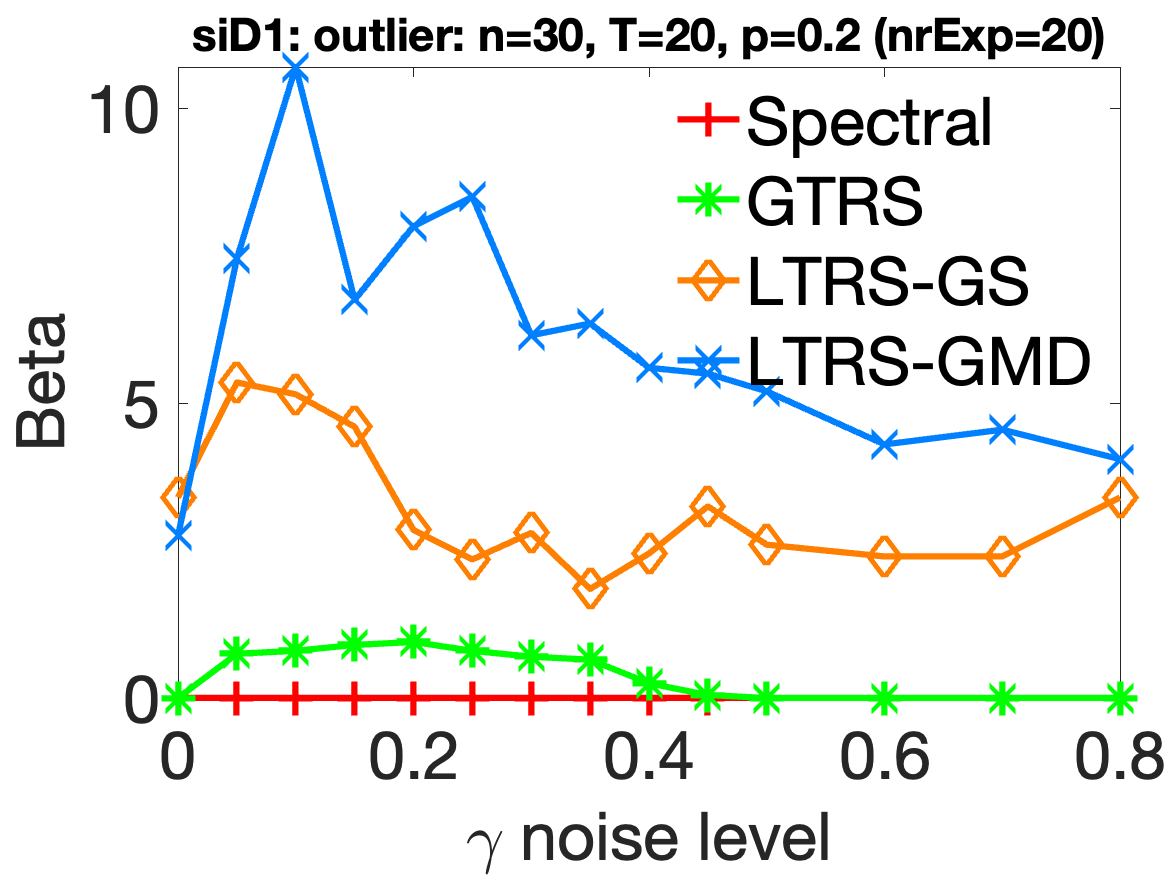 siD1: outlier: n=30, T=20, p=0.2 (nrExp=20)
Spectral
GTRS
LTRS-GS
LTRS-GMD
Beta
10
5
0
0 0.2 0.4 0.6 0.8
γ noise level